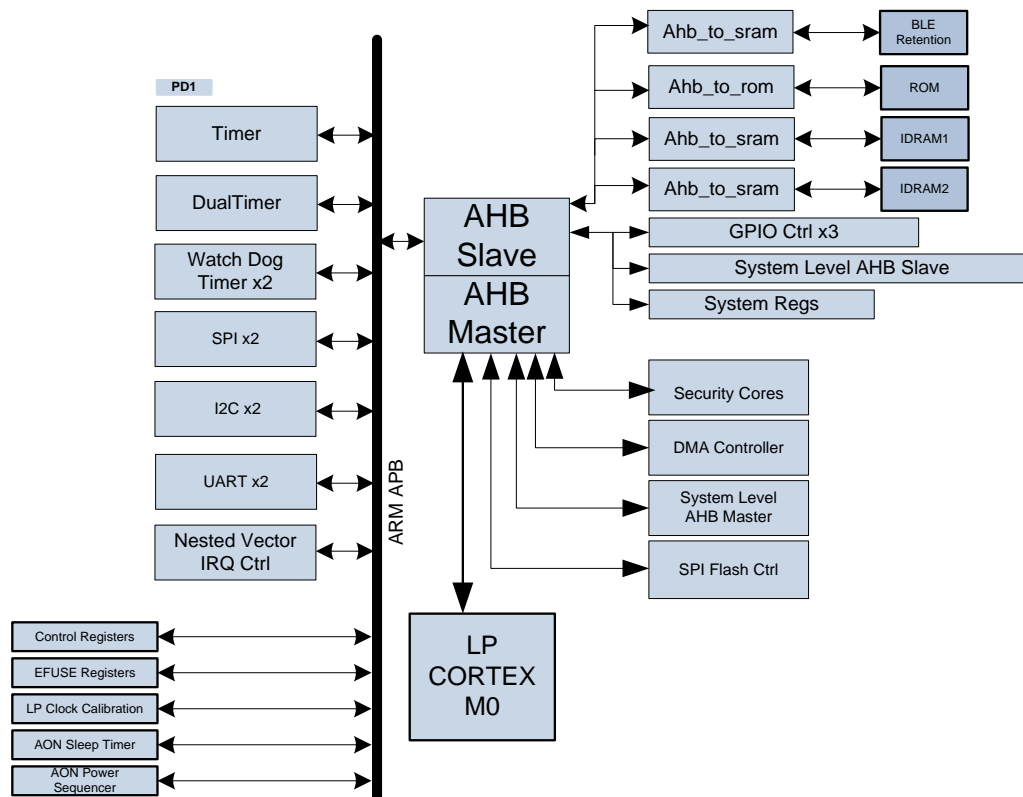 PD1
Timer
DualTimer
Watch Dog
Timer x2
SPI x2
I2C x2
UART x2
Nested Vector
IRQ Ctrl
Control Registers
EFUSE Registers
LP Clock Calibration
AON Sleep Timer
AON Power
Sequencer
ARM APB
AHB
Slave
AHB
Master
LP
CORTEX
M0
Ahb_to_sram
BLE
Retention
Ahb_to_rom
ROM
Ahb_to_sram
IDRAM1
Ahb_to_sram
IDRAM2
GPIO Ctrl x3
System Level AHB Slave
System Regs
Security Cores
DMA Controller
System Level
AHB Master
SPI Flash Ctrl